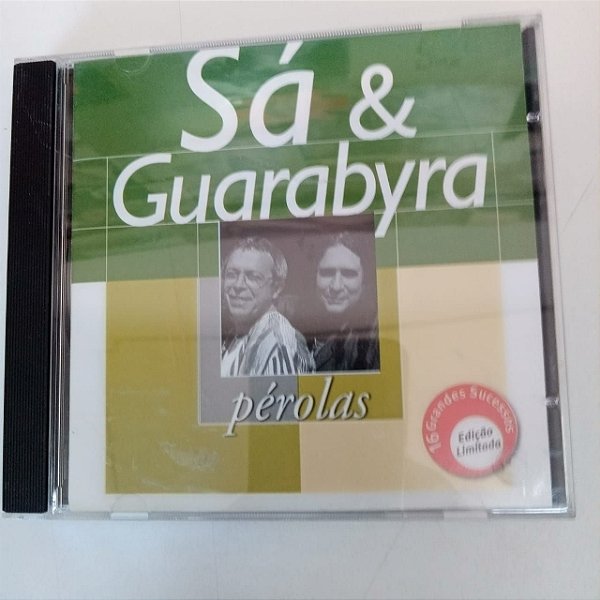 Sá &
Guarabyra
pérolas
16 Grandes Sucessos
Edição
Limitada